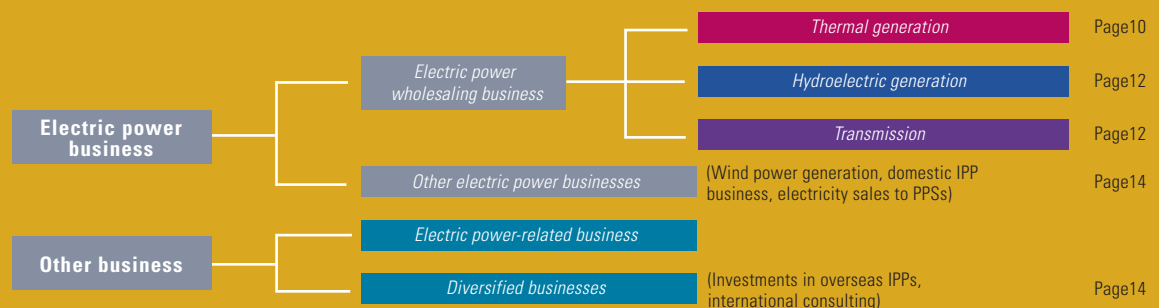 Thermal generation
Page10
Electric power
wholesaling business
Hydroelectric generation
Page12
Electric power
business
Transmission
Page12
Other electric power businesses
(Wind power generation, domestic IPP
business, electricity sales to PPSs)
Page14
Other business
Electric power-related business
Diversified businesses
(Investments in overseas IPPs,
international consulting)
Page14